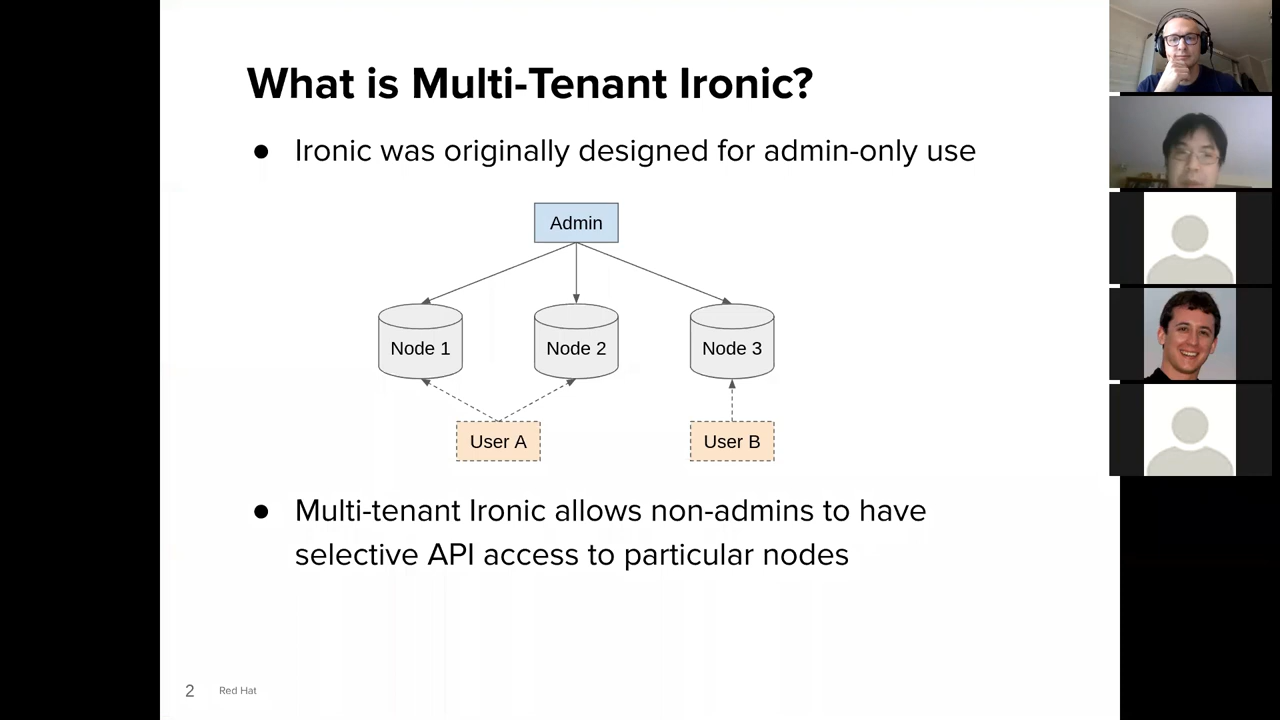 What is Multi-Tenant Ironic?
● Ironic was originally designed for admin-only use
Admin
Node 1
Node 2
Node 3
User A
User B
● Multi-tenant Ironic allows non-admins to have
selective API access to particular nodes
2
Red Hat